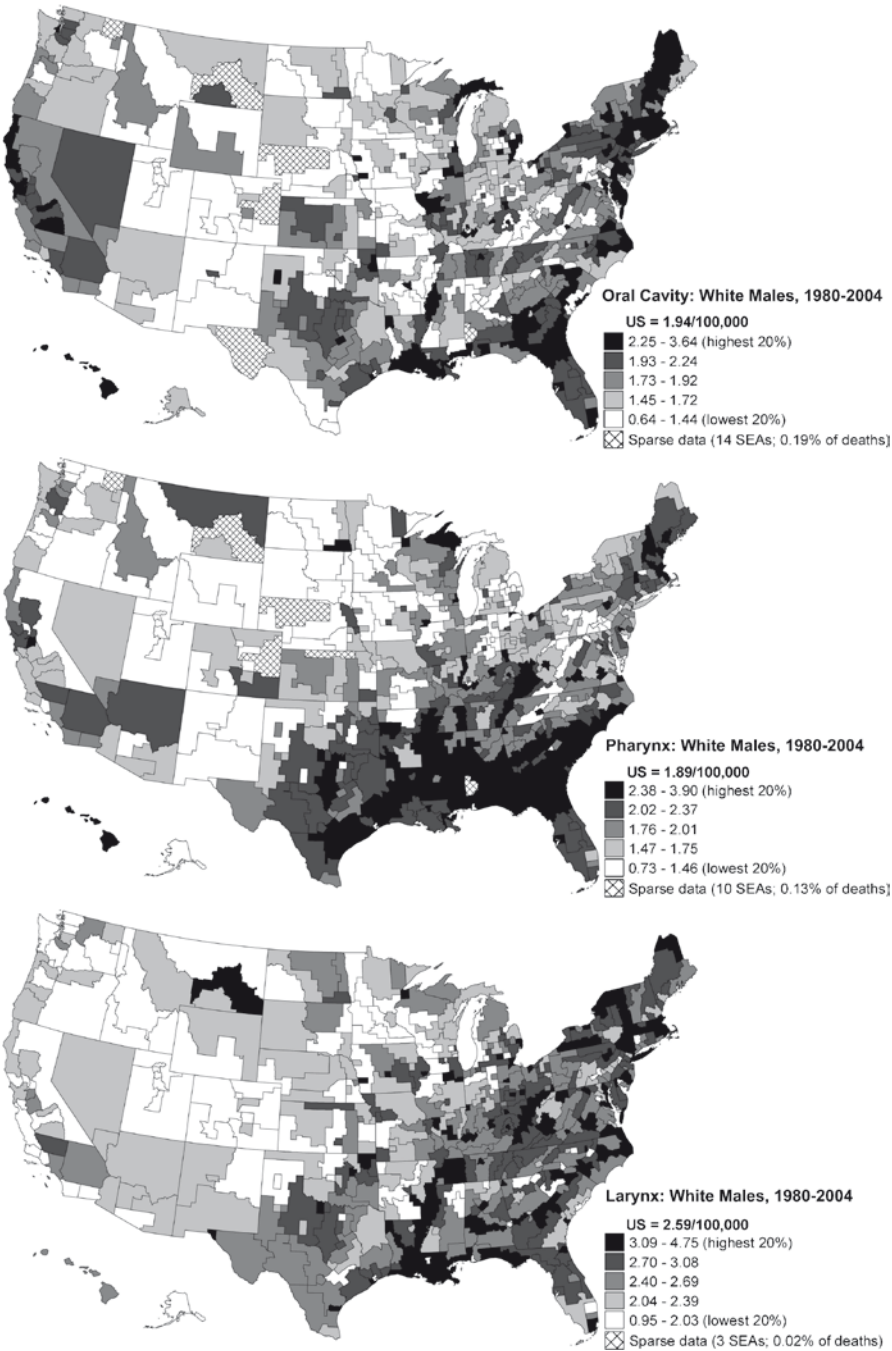 Oral Cavity: White Males, 1980-2004
US = 1.94/100,000
2.25 - 3.64 (highest 20%)
1.93 - 2.24
1.73 - 1.92
1.45 - 1.72
0.64 - 1.44 (lowest 20%)
Sparse data (14 SEAs; 0.19% of deaths)
Pharynx: White Males, 1980-2004
US = 1.89/100,000
2.38 - 3.90 (highest 20%)
2.02 - 2.37
1.76 - 2.01
1.47 - 1.75
0.73 - 1.46 (lowest 20%)
Sparse data (10 SEAs; 0.13% of deaths)
Larynx: White Males, 1980-2004
US = 2.59/100,000
3.09 - 4.75 (highest 20%)
2.70 - 3.08
2.40 - 2.69
2.04 - 2.39
0.95 - 2.03 (lowest 20%)
Sparse data (3 SEAs; 0.02% of deaths)